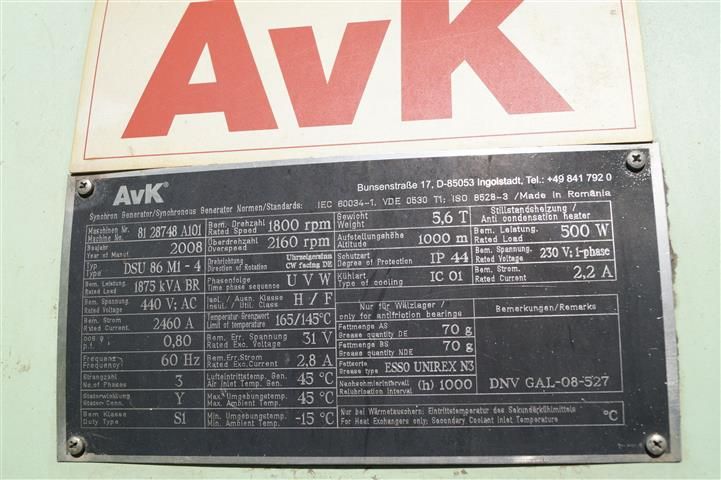 AvK
AvK®
Bunsenstraße 17, D-85053 Ingolstadt, Tel.: +49 841 792 0
Synchron Generator/Synchronous Generator Normen/Standards: IEC 60034-1, VDE 0530 T1; ISO 8528-3 /Made in România
Maschinen Nr. 81 28748 A101
Machine No.
Baujahr 2008
Year of Manuf.
Typ DSU 86 M1-4
Type
Bem. Leistung 1875 kVA BR
Rated Load
Bem. Spannung 440 V; AC
Rated Voltage
Bem. Strom 2460 A
Rated Current.
cos φ 0,80
p.f.
Frequenz 60 Hz
Frequency
Strangzahl 3
No.of Phases
Statorwicklung Y
Stator Conn.
Bem Klasse S1
Duty Type
Bem. Drehzahl 1800 rpm
Rated Speed
Überdrehzahl 2160 rpm
Overspeed
Drehrichtung Uhrzeigersinn
Direction of Rotation CW facing DE
Phasenfolge U V W
Time phase sequence
Isol./ Ausn. Klasse H / F
Insul. / Util. Class
Temperatur Grenzwert 165/145°C
Limit of temperature
Bem. Err. Spannung 31 V
Rated Exc. Voltage
Bem.Err.Strom 2,8 A
Rated Exc.Current
Lufteintrittstemp. Gen. 45 °C
Air Inlet Temp. Gen.
Max. Umgebungstemp. 45 °C
Max. Ambient Temp.
Min. Umgebungstemp. -15 °C
Min. Ambient Temp.
Gewicht 5,6 T
Weight
Aufstellungshöhe 1000 m
Altitude
Schutzart IP 44
Degree of Protection
Kühlart IC 01
Type of cooling
Nur für Wälzlager /
only for antifriction bearings
Fettmenge AS 70 g
Grease quantity DE
Fettmenge BS 70 g
Grease quantity NDE
Fettsorte ESSO UNIREX N3
Grease type
Nachschmierintervall (h) 1000
Relubrication Interval
Stillstandsheizung /
Anti condensation heater
Bem. Leistung. 500 W
Rated Load
Bem. Spannung. 230 V; 1-phase
Rated Voltage
Bem. Strom. 2,2 A
Rated Current
Bemerkungen/Remarks
DNV GAL-08-527
Nur bei Wärmetauschern: Eintrittstemperatur des Sekundärkühlmittels °C
For Heat Exchangers only: Secondary Coolant Inlet Temperature